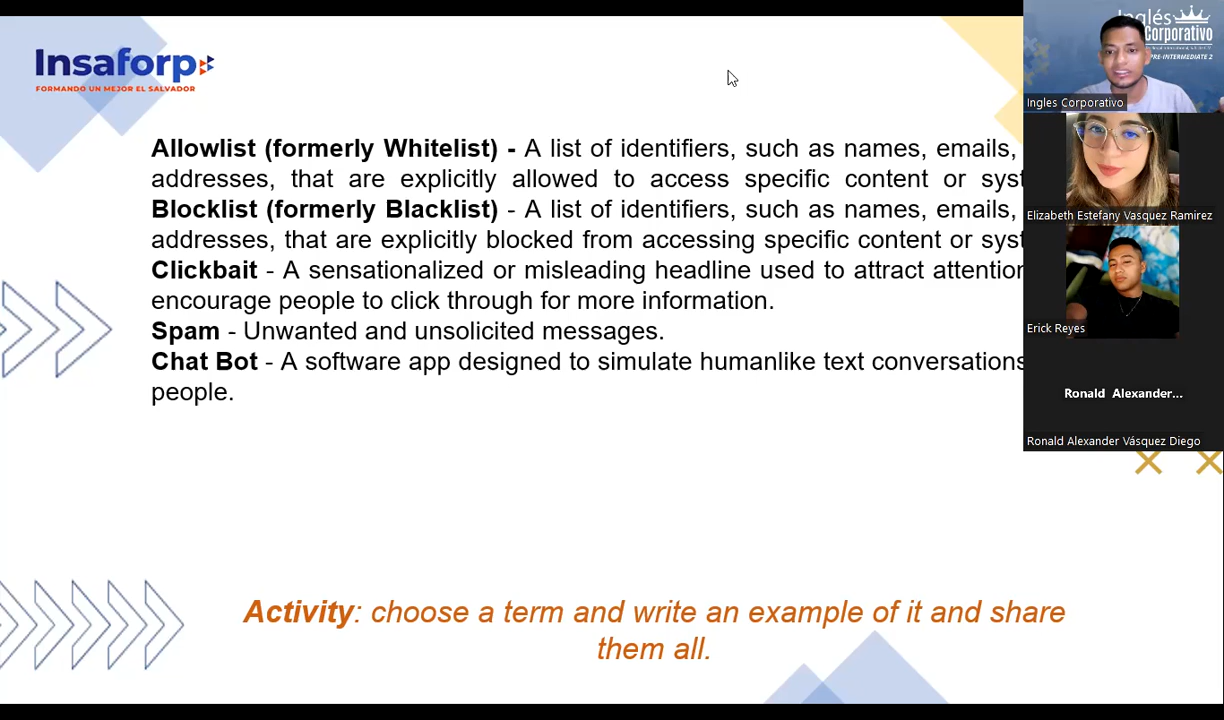 Insaforp
FORMANDO UN MEJOR EL SALVADOR
Allowlist (formerly Whitelist) - A list of identifiers, such as names, emails,
addresses, that are explicitly allowed to access specific content or
Blocklist (formerly Blacklist) - A list of identifiers, such as names, emails,
addresses, that are explicitly blocked from accessing specific content or
Clickbait - A sensationalized or misleading headline used to attract attention
encourage people to click through for more information.
Spam - Unwanted and unsolicited messages.
Chat Bot - A software app designed to simulate humanlike text conversations
people.
Activity: choose a term and write an example of it and share
them all.
Inglés
Corporativo
PRE-INTERMEDIATE 2
Ingles Corporativo
Elizabeth Estefany Vasquez Ramirez
Erick Reyes
Ronald Alexander...
Ronald Alexander Vásquez Diego